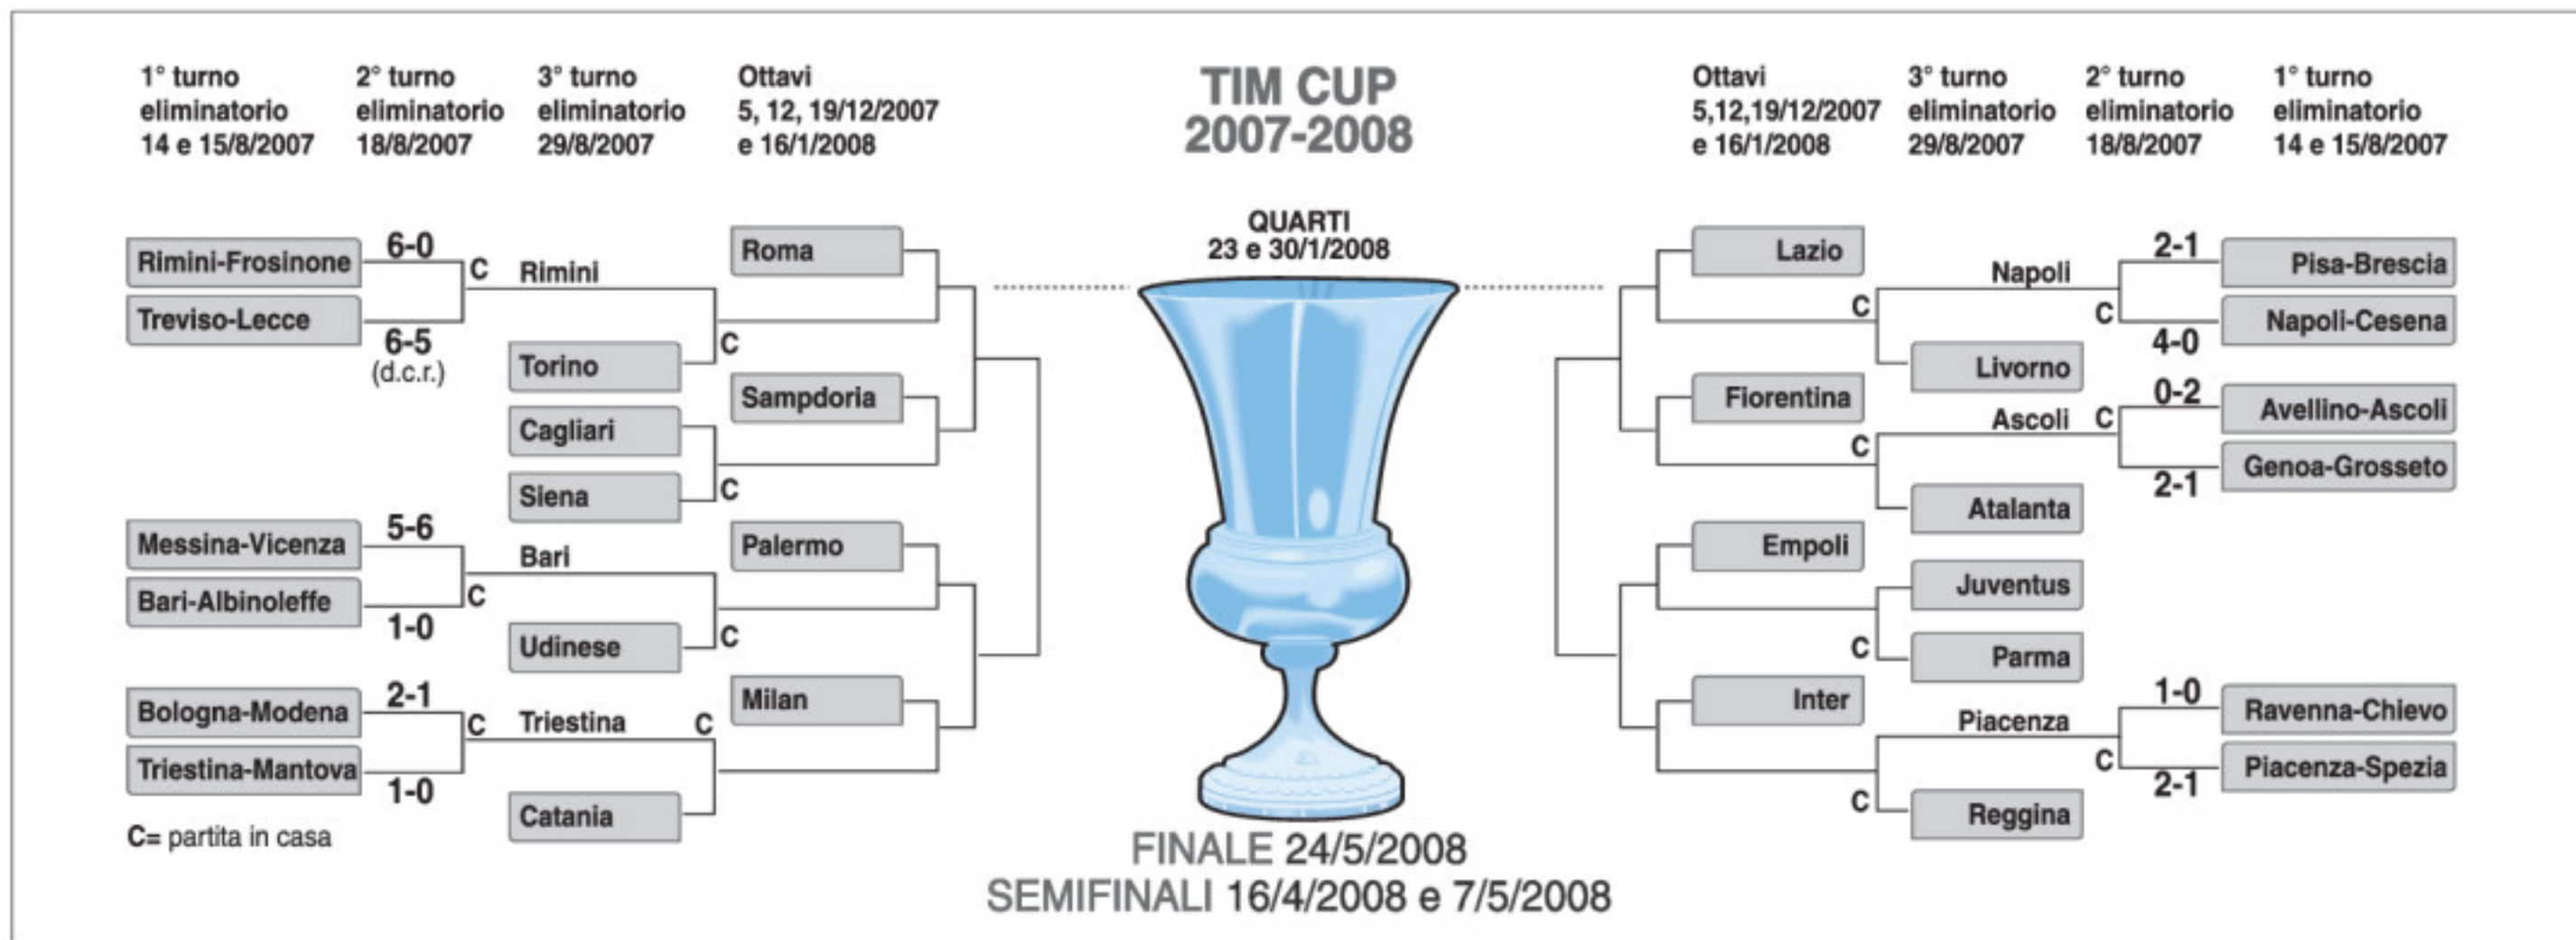 TIM CUP
2007-2008
1° turno
eliminatorio
14 e 15/8/2007
2° turno
eliminatorio
18/8/2007
3° turno
eliminatorio
29/8/2007
Ottavi
5, 12, 19/12/2007
e 16/1/2008
Rimini-Frosinone
6-0
C
Treviso-Lecce
6-5
(d.c.r.)
Rimini
Torino
C
Cagliari
Siena
C
Messina-Vicenza
5-6
Bari-Albinoleffe
1-0
C
Bari
Udinese
C
Bologna-Modena
2-1
C
Triestina-Mantova
1-0
Triestina
C
Catania
Roma
Sampdoria
Palermo
Milan
C= partita in casa
QUARTI
23 e 30/1/2008
FINALE 24/5/2008
SEMIFINALI 16/4/2008 e 7/5/2008
Ottavi
5,12,19/12/2007
e 16/1/2008
3° turno
eliminatorio
29/8/2007
2° turno
eliminatorio
18/8/2007
1° turno
eliminatorio
14 e 15/8/2007
Lazio
Fiorentina
Empoli
Inter
Napoli
C
Livorno
Ascoli
C
Atalanta
Juventus
C
Parma
Piacenza
C
Reggina
2-1
Pisa-Brescia
C
4-0
Napoli-Cesena
0-2
C
Avellino-Ascoli
2-1
Genoa-Grosseto
1-0
Ravenna-Chievo
C
2-1
Piacenza-Spezia